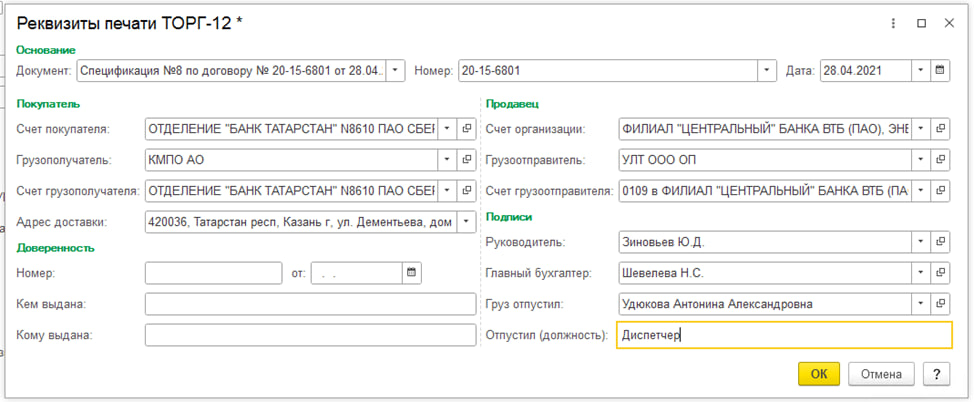 Реквизиты печати ТОРГ-12 *
Основание
Документ: Спецификация №8 по договору № 20-15-6801 от 28.04.. Номер: 20-15-6801 Дата: 28.04.2021
Покупатель
Счет покупателя: ОТДЕЛЕНИЕ "БАНК ТАТАРСТАН" N8610 ПАО СБЕР
Грузополучатель: КМПО АО
Счет грузополучателя: ОТДЕЛЕНИЕ "БАНК ТАТАРСТАН" N8610 ПАО СБЕР
Адрес доставки: 420036, Татарстан респ, Казань г, ул. Дементьева, дом
Доверенность
Номер: от: . .
Кем выдана:
Кому выдана:
Продавец
Счет организации: ФИЛИАЛ "ЦЕНТРАЛЬНЫЙ" БАНКА ВТБ (ПАО), ЭНЕ
Грузоотправитель: УЛТ ООО ОП
Счет грузоотправителя: 0109 в ФИЛИАЛ "ЦЕНТРАЛЬНЫЙ" БАНКА ВТБ (ПА
Подписи
Руководитель: Зиновьев Ю.Д.
Главный бухгалтер: Шевелева Н.С.
Груз отпустил: Удюкова Антонина Александровна
Отпустил (должность): Диспетчер
ОК Отмена ?